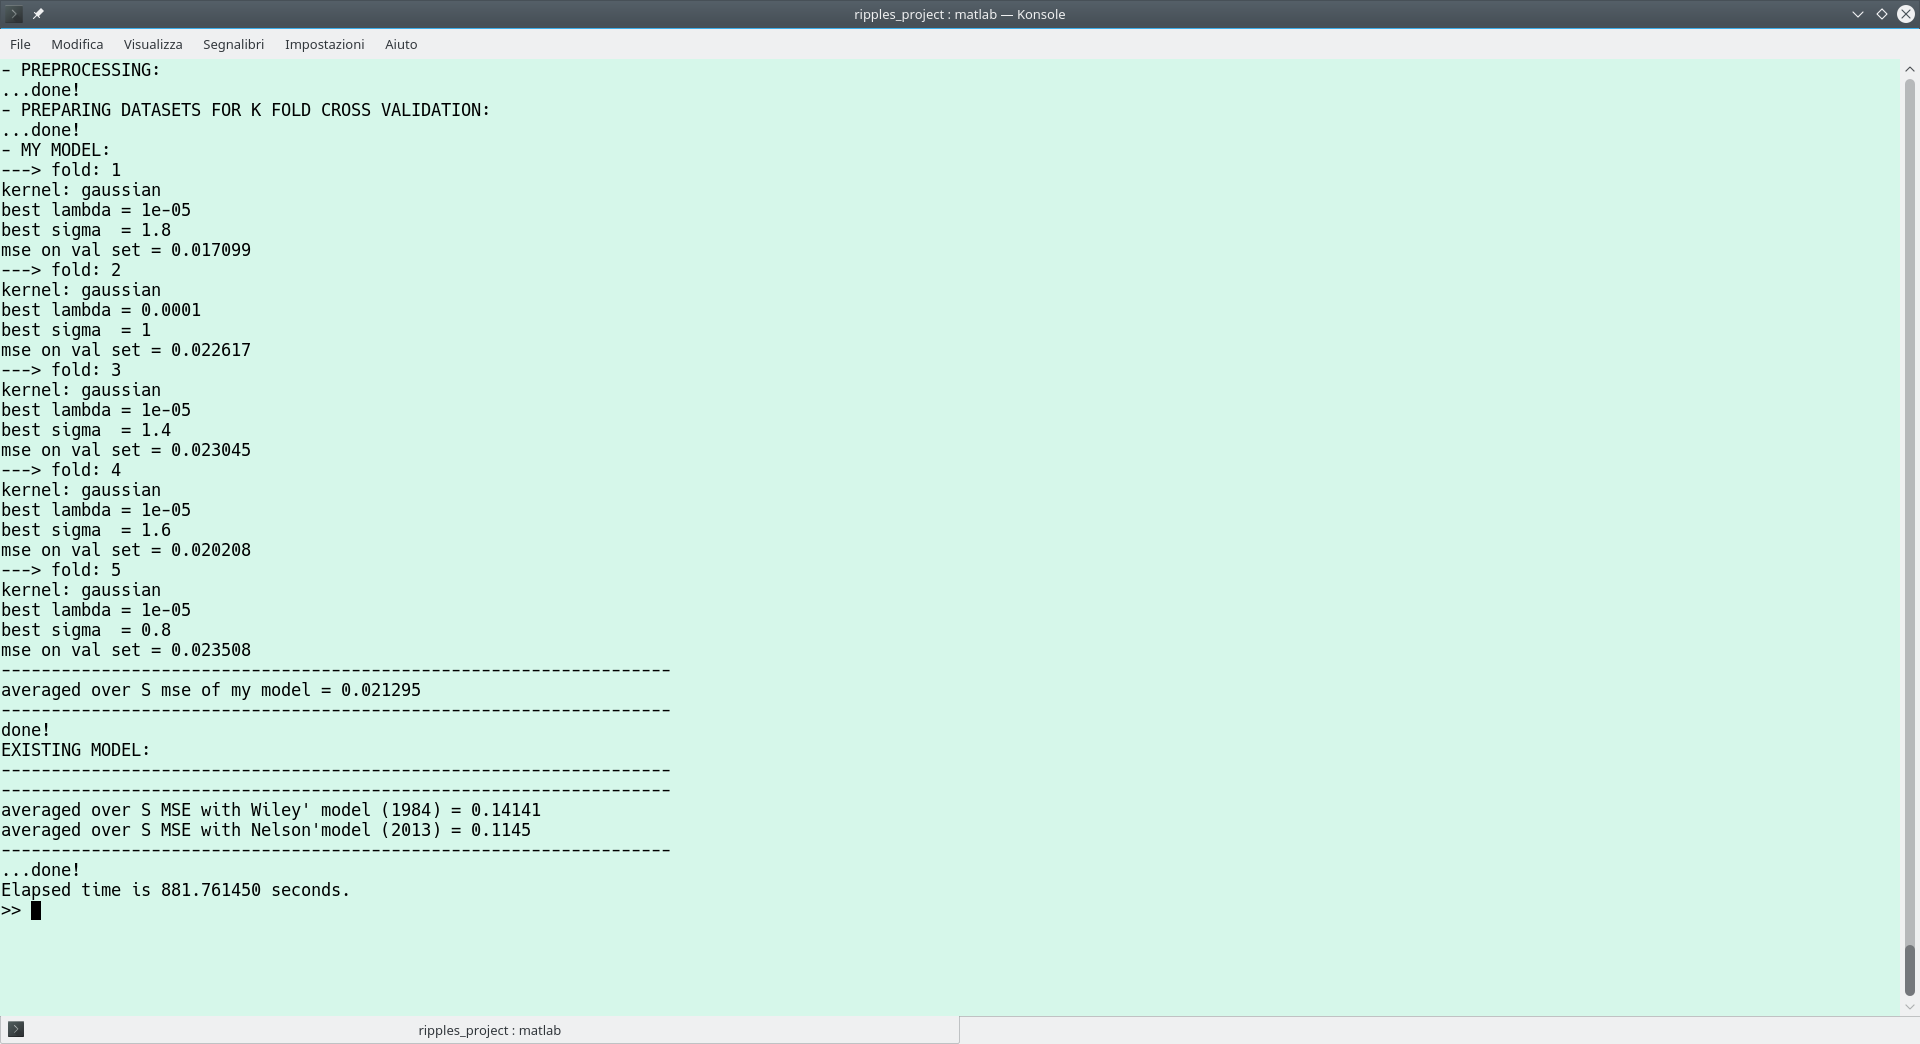 ripples_project : matlab — Konsole
File Modifica Visualizza Segnalibri Impostazioni Aiuto
- PREPROCESSING:
...done!
- PREPARING DATASETS FOR K FOLD CROSS VALIDATION:
...done!
- MY MODEL:
---> fold: 1
kernel: gaussian
best lambda = 1e-05
best sigma  = 1.8
mse on val set = 0.017099
---> fold: 2
kernel: gaussian
best lambda = 0.0001
best sigma  = 1
mse on val set = 0.022617
---> fold: 3
kernel: gaussian
best lambda = 1e-05
best sigma  = 1.4
mse on val set = 0.023045
---> fold: 4
kernel: gaussian
best lambda = 1e-05
best sigma  = 1.6
mse on val set = 0.020208
---> fold: 5
kernel: gaussian
best lambda = 1e-05
best sigma  = 0.8
mse on val set = 0.023508
-------------------------------------------------------------------
averaged over S mse of my model = 0.021295
-------------------------------------------------------------------
done!
EXISTING MODEL:
-------------------------------------------------------------------
-------------------------------------------------------------------
averaged over S MSE with Wiley' model (1984) = 0.14141
averaged over S MSE with Nelson'model (2013) = 0.1145
-------------------------------------------------------------------
...done!
Elapsed time is 881.761450 seconds.
>>
ripples_project : matlab